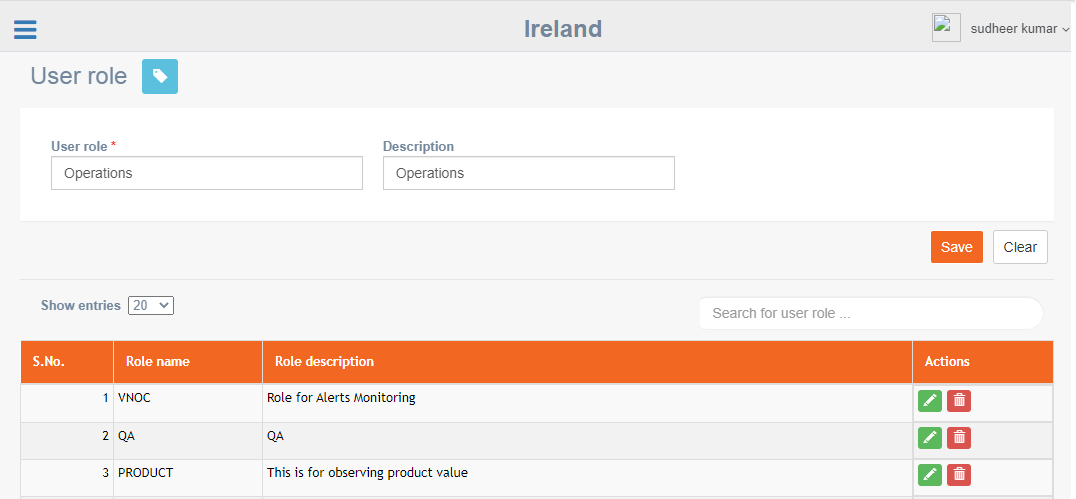 Ireland
sudheer kumar
User role
User role * Description
Operations Operations
Save Clear
Show entries 20
Search for user role ...
S.No. Role name Role description Actions
1 VNOC Role for Alerts Monitoring
2 QA QA
3 PRODUCT This is for observing product value